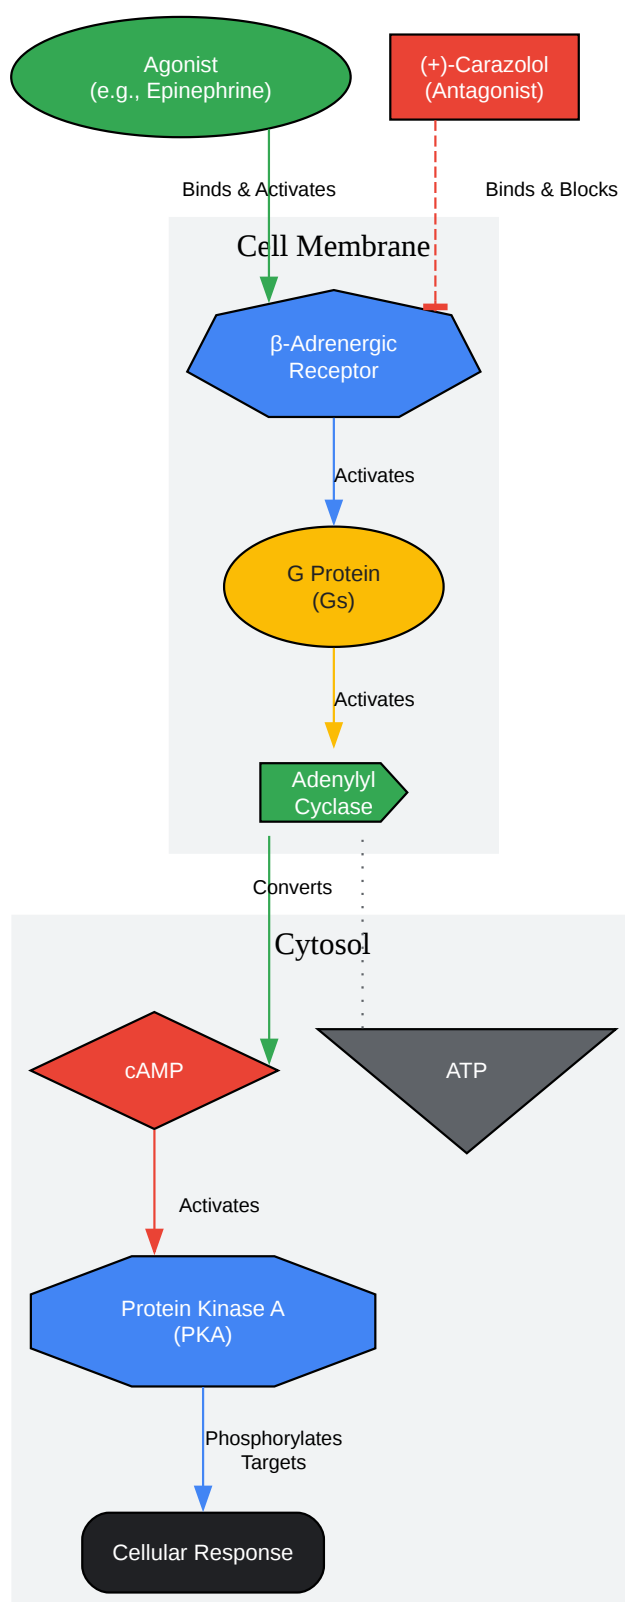 Agonist
(e.g., Epinephrine)
(+)-Carazolol
(Antagonist)
Binds & Activates
Binds & Blocks
Cell Membrane
β-Adrenergic
Receptor
Activates
G Protein
(Gs)
Activates
Adenylyl
Cyclase
Converts
Cytosol
cAMP
ATP
Activates
Protein Kinase A
(PKA)
Phosphorylates
Targets
Cellular Response